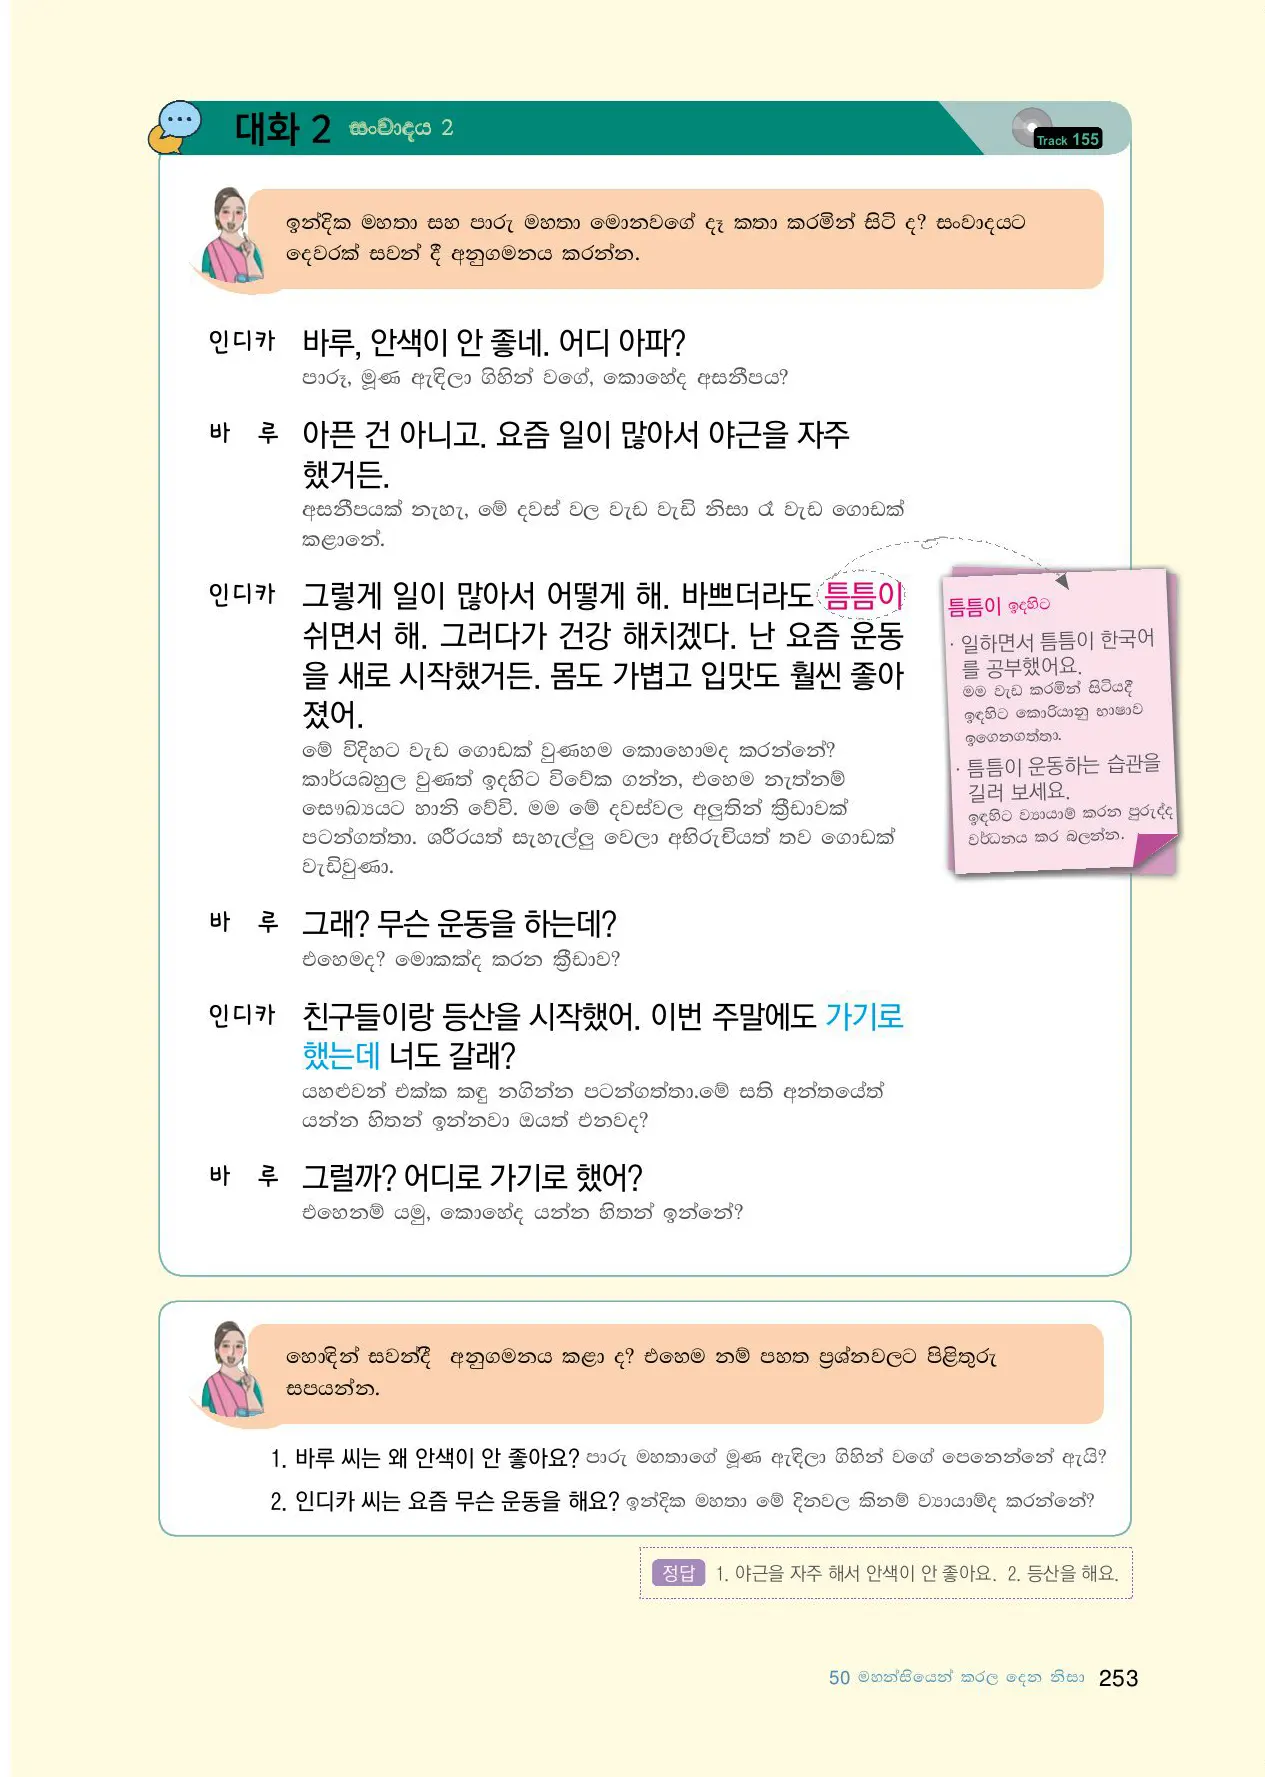 대화 2 සංවාදය 2
Track 155
ඉන්දික මහතා සහ පාරු මහතා මොනවගේ දෑ කතා කරමින් සිටි ද? සංවාදයට
දෙවරක් සවන් දී අනුගමනය කරන්න.
인디카 바루, 안색이 안 좋네. 어디 아파?
පාරූ, මූණ ඇඳිලා ගිහින් වගේ, කොහේද අසනීපය?
바 루 아픈 건 아니고. 요즘 일이 많아서 야근을 자주
했거든.
අසනීපයක් නැහැ, මේ දවස් වල වැඩ වැඩි නිසා රෑ වැඩ ගොඩක්
කළානේ.
인디카 그렇게 일이 많아서 어떻게 해. 바쁘더라도 틈틈이
쉬면서 해. 그러다가 건강 해치겠다. 난 요즘 운동
을 새로 시작했거든. 몸도 가볍고 입맛도 훨씬 좋아
졌어.
මේ විදිහට වැඩ ගොඩක් වුණහම කොහොමද කරන්නේ?
කාර්යබහුල වුණත් ඉදහිට විවේක ගන්න, එහෙම නැත්නම්
සෞඛ්‍යයට හානි වේවි. මම මේ දවස්වල අලුතින් ක්‍රීඩාවක්
පටන්ගත්තා. ශරීරයත් සැහැල්ලු වෙලා අභිරුචියත් තව ගොඩක්
වැඩිවුණා.
틈틈이 ඉදහිට
· 일하면서 틈틈이 한국어
를 공부했어요.
මම වැඩ කරමින් සිටියදී
ඉඳහිට කොරියානු භාෂාව
ඉගෙනගත්තා.
· 틈틈이 운동하는 습관을
길러 보세요.
ඉඳහිට ව්‍යායාම් කරන පුරුද්ද
වර්ධනය කර බලන්න.
바 루 그래? 무슨 운동을 하는데?
එහෙමද? මොකක්ද කරන ක්‍රීඩාව?
인디카 친구들이랑 등산을 시작했어. 이번 주말에도 가기로
했는데 너도 갈래?
යහළුවන් එක්ක කඳු නගින්න පටන්ගත්තා.මේ සති අන්තයේත්
යන්න හිතන් ඉන්නවා ඔයත් එනවද?
바 루 그럴까? 어디로 가기로 했어?
එහෙනම් යමු, කොහේද යන්න හිතන් ඉන්නේ?
හොඳින් සවන්දී අනුගමනය කළා ද? එහෙම නම් පහත ප්‍රශ්නවලට පිළිතුරු
සපයන්න.
1. 바루 씨는 왜 안색이 안 좋아요? පාරු මහතාගේ මූණ ඇඳිලා ගිහින් වගේ පෙනෙන්නේ ඇයි?
2. 인디카 씨는 요즘 무슨 운동을 해요? ඉන්දික මහතා මේ දිනවල කිනම් ව්‍යායාම්ද කරන්නේ?
정답 1. 야근을 자주 해서 안색이 안 좋아요. 2. 등산을 해요.
50 මහන්සියෙන් කරල දෙන නිසා 253